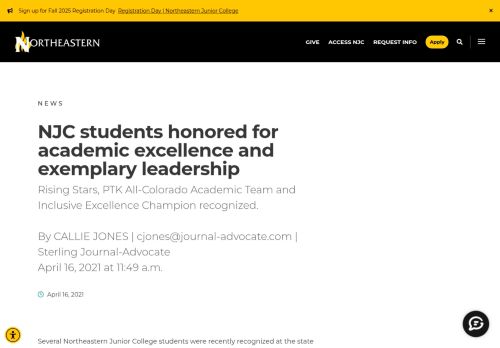 Sign up for Fall 2025 Registration Day Registration Day | Northeastern Junior College ×
NORTHEASTERN GIVE ACCESS NJC REQUEST INFO Apply
NEWS
NJC students honored for
academic excellence and
exemplary leadership
Rising Stars, PTK All-Colorado Academic Team and
Inclusive Excellence Champion recognized.
By CALLIE JONES | cjones@journal-advocate.com |
Sterling Journal-Advocate
April 16, 2021 at 11:49 a.m.
April 16, 2021
Several Northeastern Junior College students were recently recognized at the state